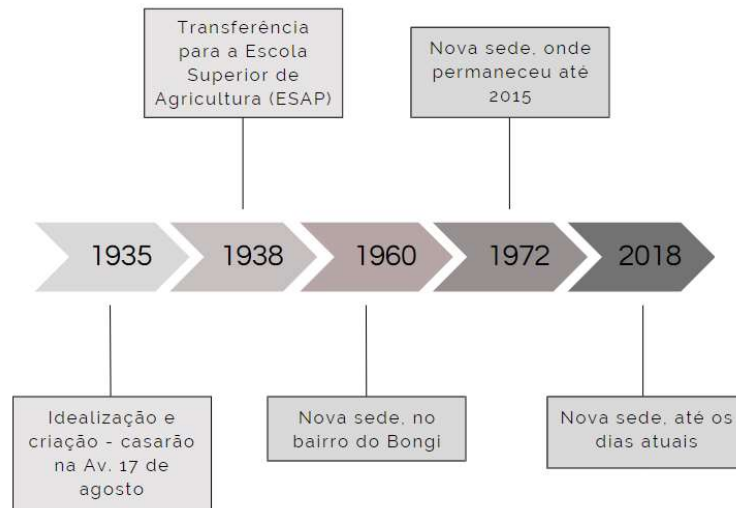 Transferência
para a Escola
Superior de
Agricultura (ESAP)
Nova sede, onde
permaneceu até
2015
1935
1938
1960
1972
2018
Idealização e
criação - casarão
na Av. 17 de
agosto
Nova sede, no
bairro do Bongi
Nova sede, até os
dias atuais